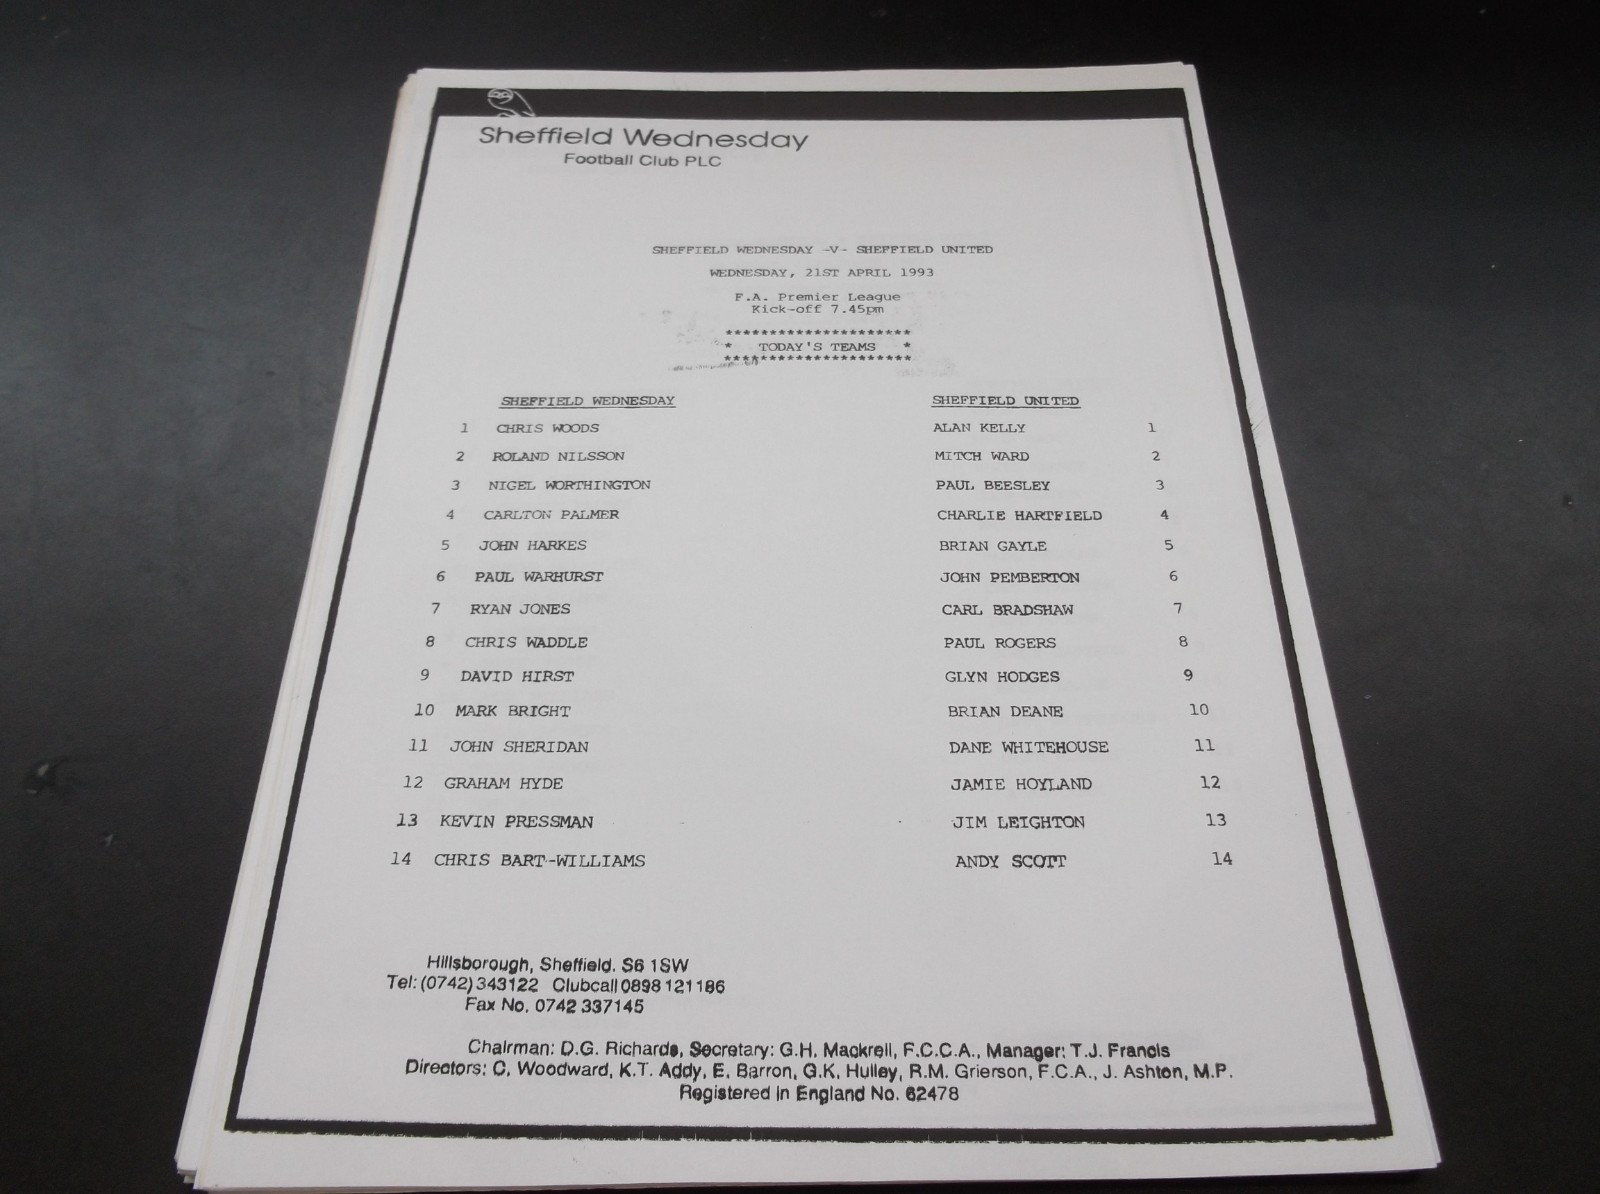 Sheffield Wednesday
Football Club PLC
SHEFFIELD WEDNESDAY -V- SHEFFIELD UNITED
WEDNESDAY, 21ST APRIL 1993
F.A. Premier League
Kick-off 7.45pm
*********************
* TODAY'S TEAMS *
*********************
SHEFFIELD WEDNESDAY SHEFFIELD UNITED
1 CHRIS WOODS ALAN KELLY 1
2 ROLAND NILSSON MITCH WARD 2
3 NIGEL WORTHINGTON PAUL BEESLEY 3
4 CARLTON PALMER CHARLIE HARTFIELD 4
5 JOHN HARKES BRIAN GAYLE 5
6 PAUL WARHURST JOHN PEMBERTON 6
7 RYAN JONES CARL BRADSHAW 7
8 CHRIS WADDLE PAUL ROGERS 8
9 DAVID HIRST GLYN HODGES 9
10 MARK BRIGHT BRIAN DEANE 10
11 JOHN SHERIDAN DANE WHITEHOUSE 11
12 GRAHAM HYDE JAMIE HOYLAND 12
13 KEVIN PRESSMAN JIM LEIGHTON 13
14 CHRIS BART-WILLIAMS ANDY SCOTT 14
Hillsborough, Sheffield. S6 1SW
Tel: (0742) 343122 Clubcall 0898 121186
Fax No. 0742 337145
Chairman: D.G. Richards, Secretary: G.H. Mackrell, F.C.C.A., Manager: T.J. Francis
Directors: C. Woodward, K.T. Addy, E. Barron, G.K. Hulley, R.M. Grierson, F.C.A., J. Ashton, M.P.
Registered in England No. 62478